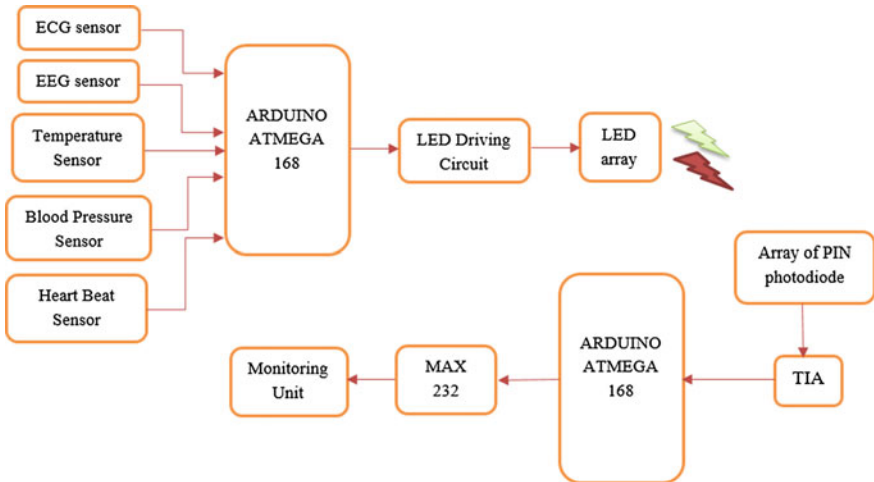 ECG sensor
EEG sensor
Temperature
Sensor
Blood Pressure
Sensor
Heart Beat
Sensor
ARDUINO
ATMEGA
168
LED Driving
Circuit
LED
array
Array of PIN
photodiode
TIA
ARDUINO
ATMEGA
168
MAX
232
Monitoring
Unit